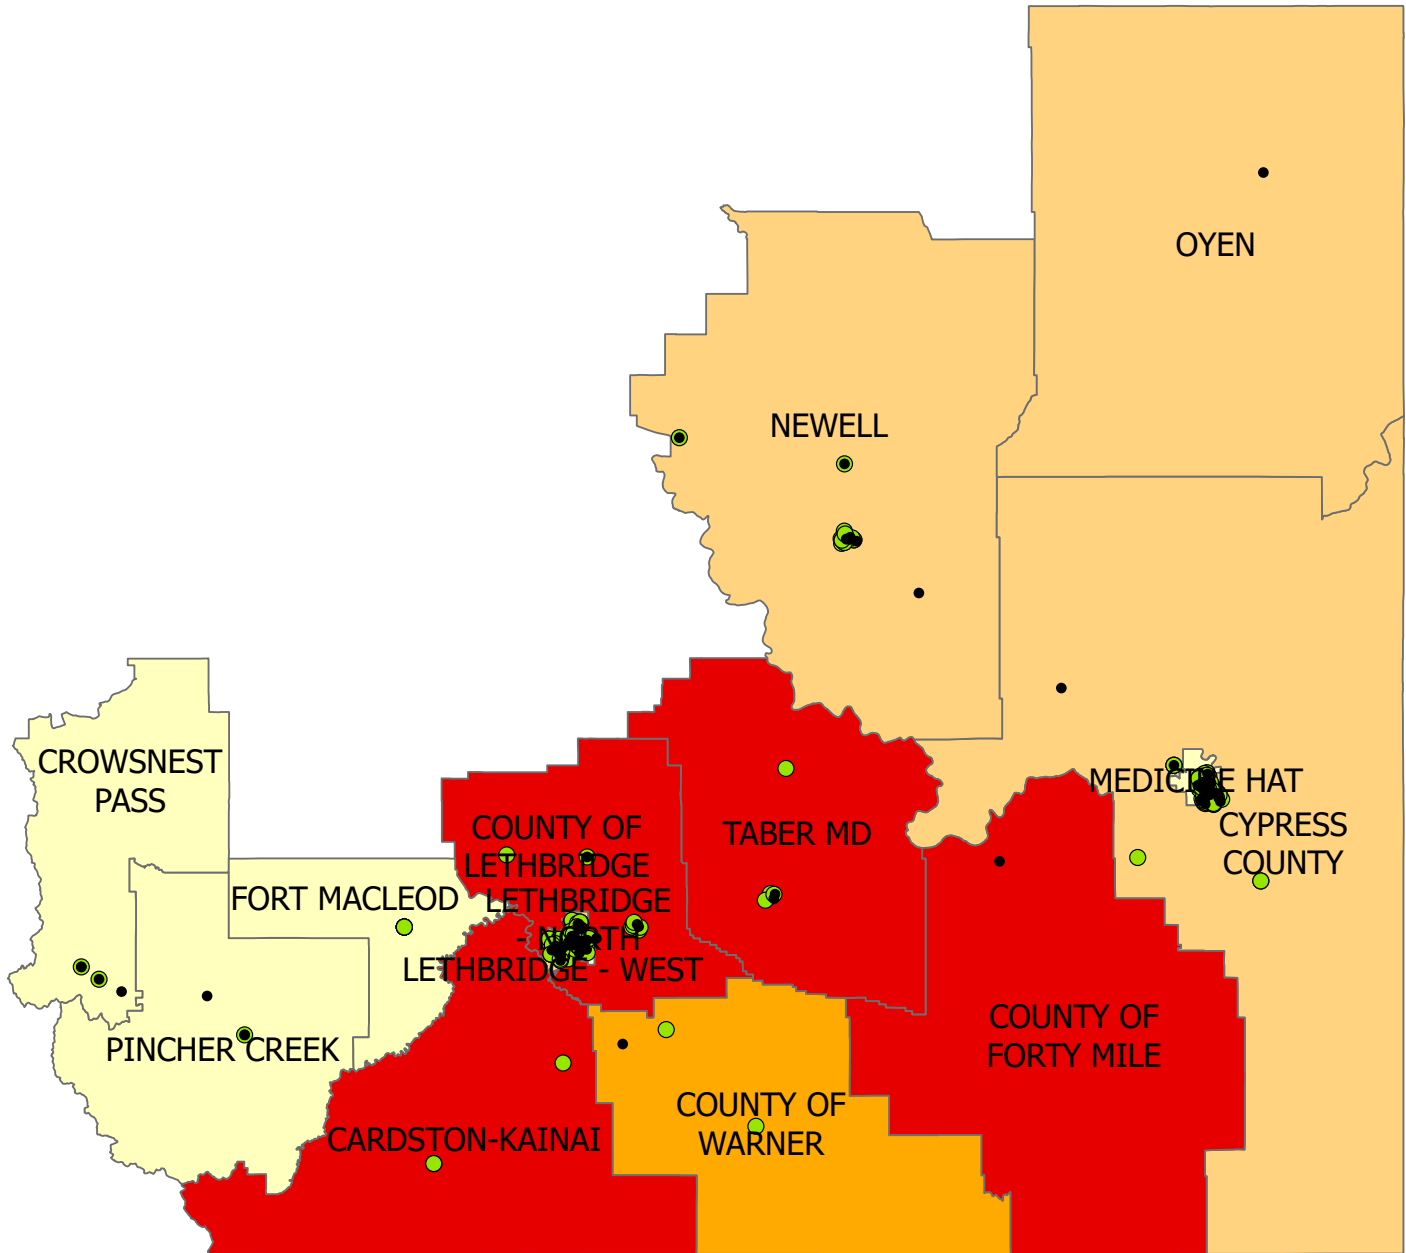 OYEN
NEWELL
CROWSNEST
PASS
MEDICINE HAT
CYPRESS
COUNTY
COUNTY OF
LETHBRIDGE
TABER MD
FORT MACLEOD
LETHBRIDGE
- NORTH
LETHBRIDGE - WEST
PINCHER CREEK
COUNTY OF
FORTY MILE
COUNTY OF
WARNER
CARDSTON-KAINAI